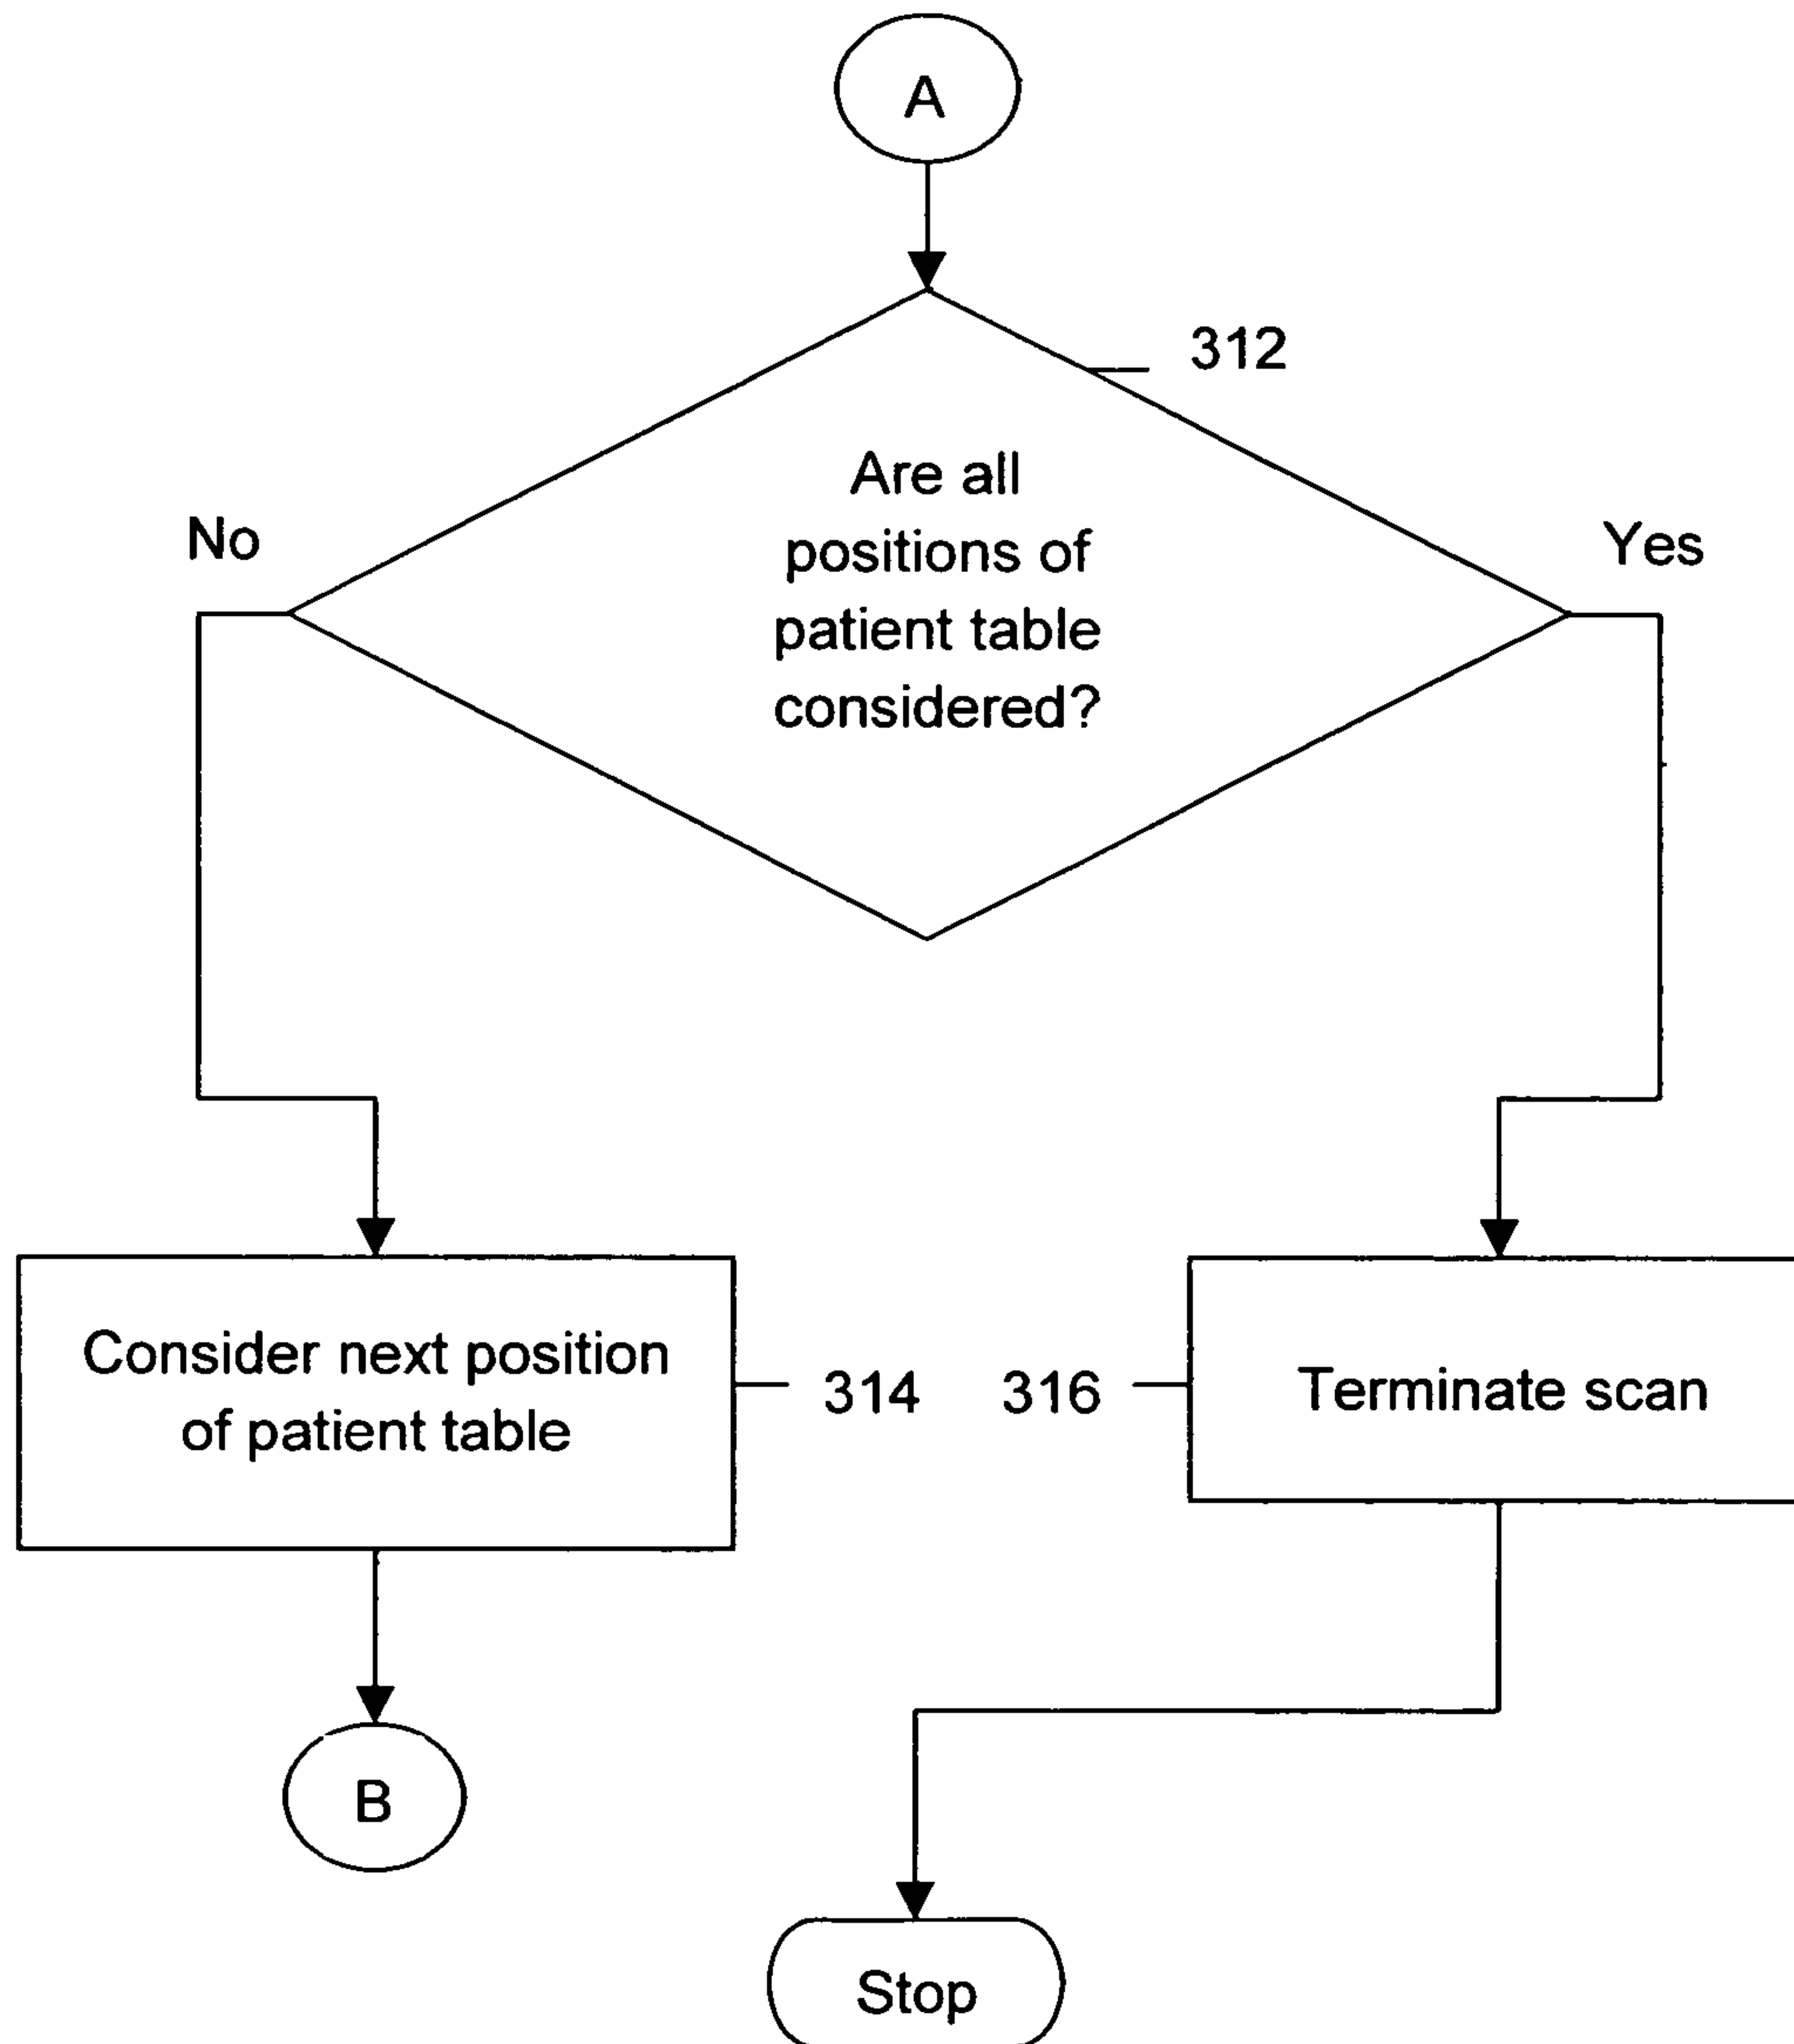 A
312
Are all
positions of
patient table
considered?
No
Yes
Consider next position
of patient table
314
316
Terminate scan
B
Stop